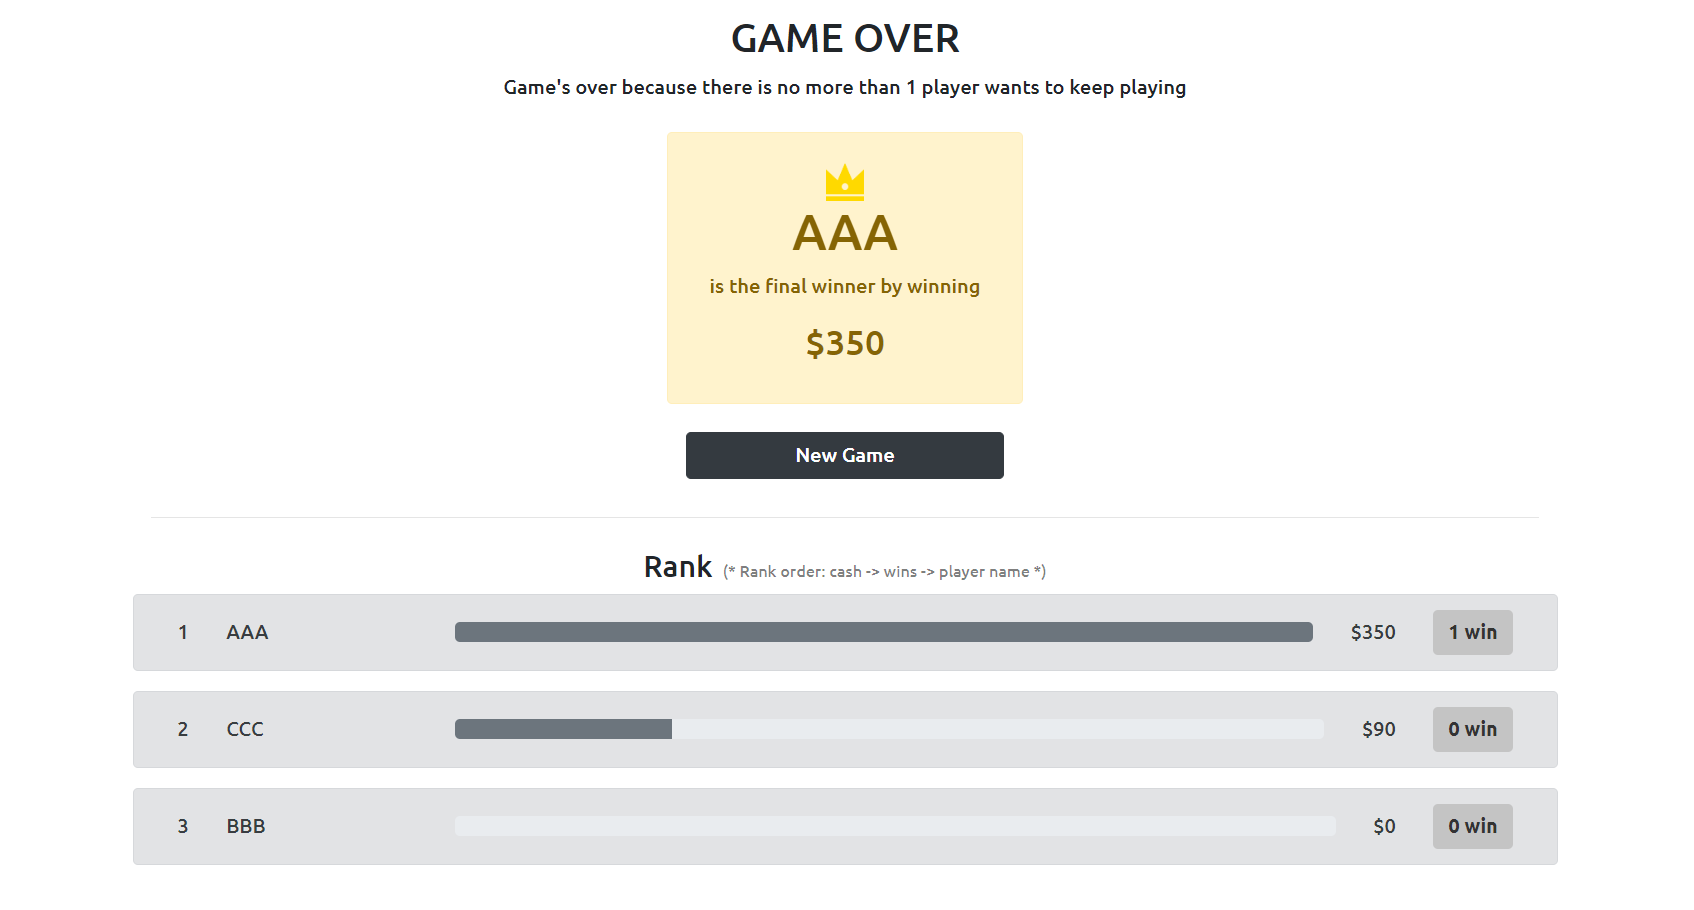 GAME OVER
Game's over because there is no more than 1 player wants to keep playing
AAA
is the final winner by winning
$350
New Game
Rank (* Rank order: cash -> wins -> player name *)
1 AAA $350 1 win
2 CCC $90 0 win
3 BBB $0 0 win